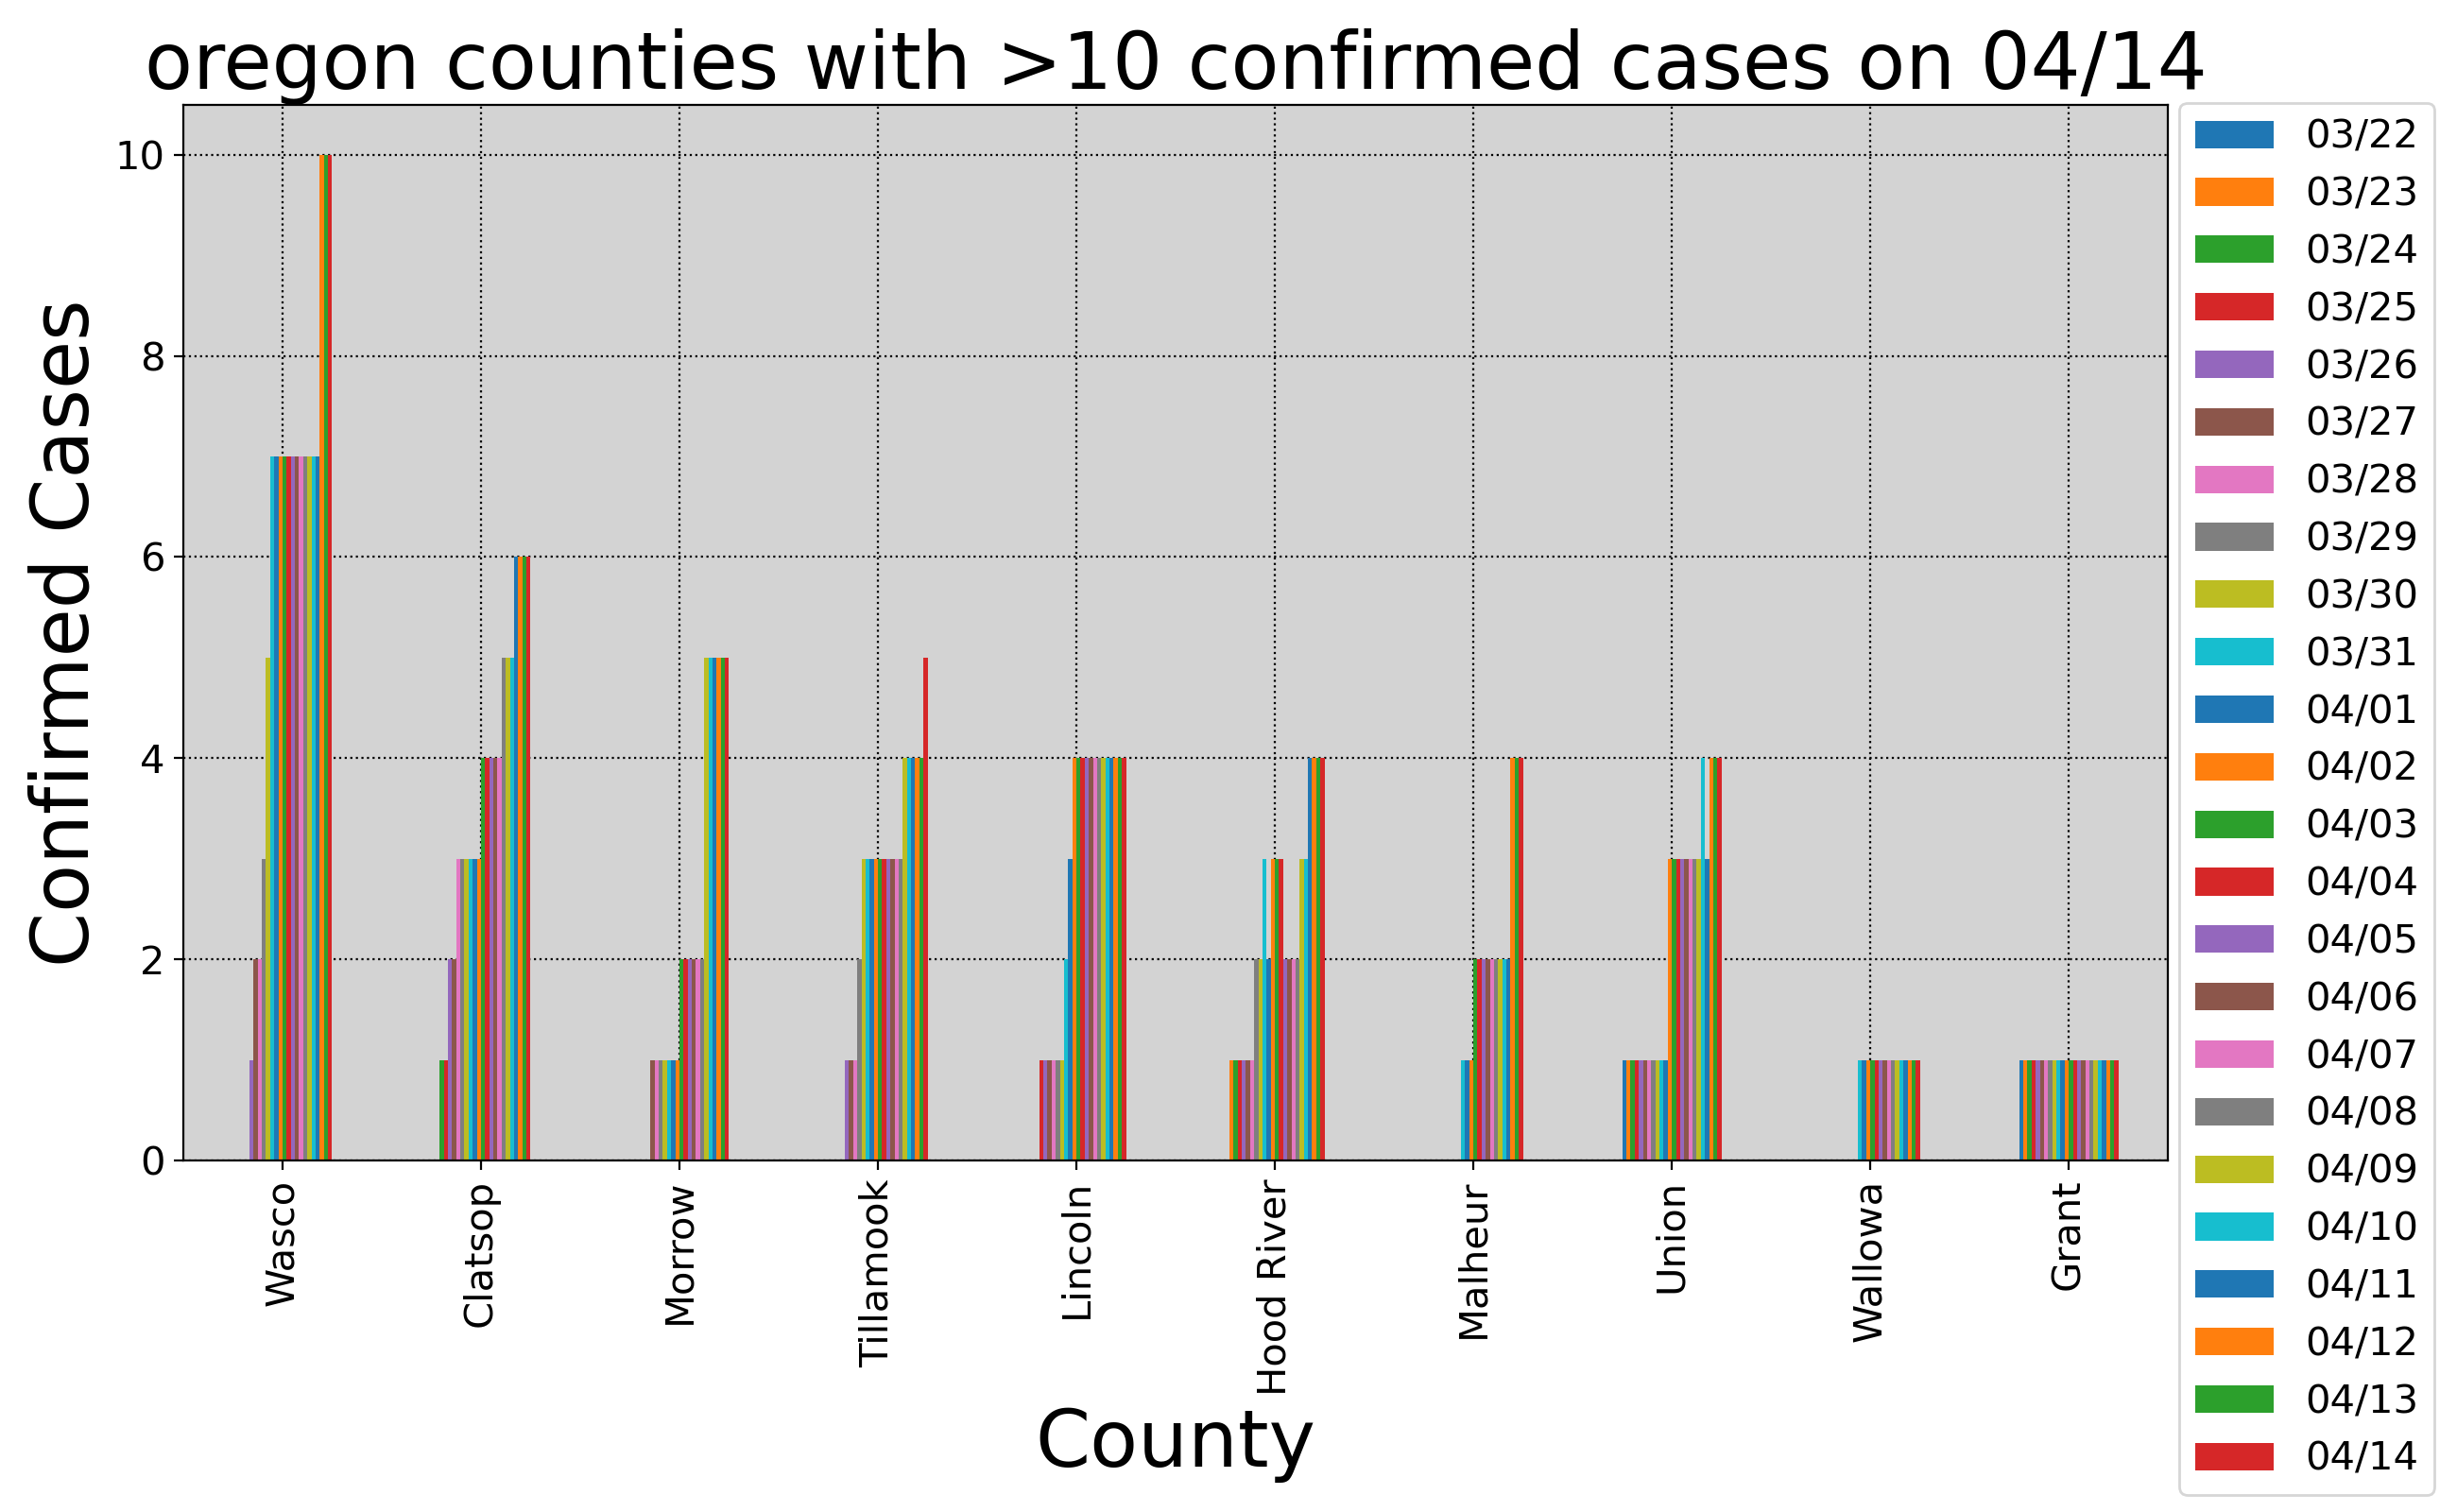 oregon counties with >10 confirmed cases on 04/14
Confirmed Cases
10
8
6
4
2
0
Wasco
Clatsop
Morrow
Tillamook
Lincoln
Hood River
Malheur
Union
Wallowa
Grant
County
03/22
03/23
03/24
03/25
03/26
03/27
03/28
03/29
03/30
03/31
04/01
04/02
04/03
04/04
04/05
04/06
04/07
04/08
04/09
04/10
04/11
04/12
04/13
04/14